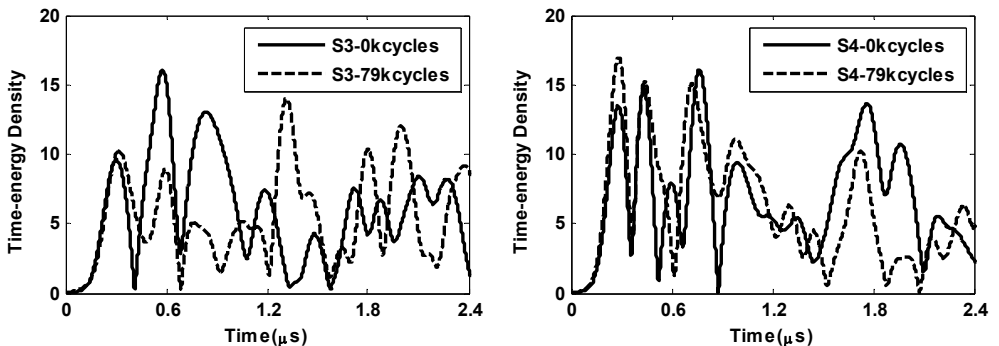 20
15
10
5
0
Time-energy Density
S3-0kcycles
S3-79kcycles
0 0.6 1.2 1.8 2.4
Time(μs)
20
15
10
5
0
Time-energy Density
S4-0kcycles
S4-79kcycles
0 0.6 1.2 1.8 2.4
Time(μs)